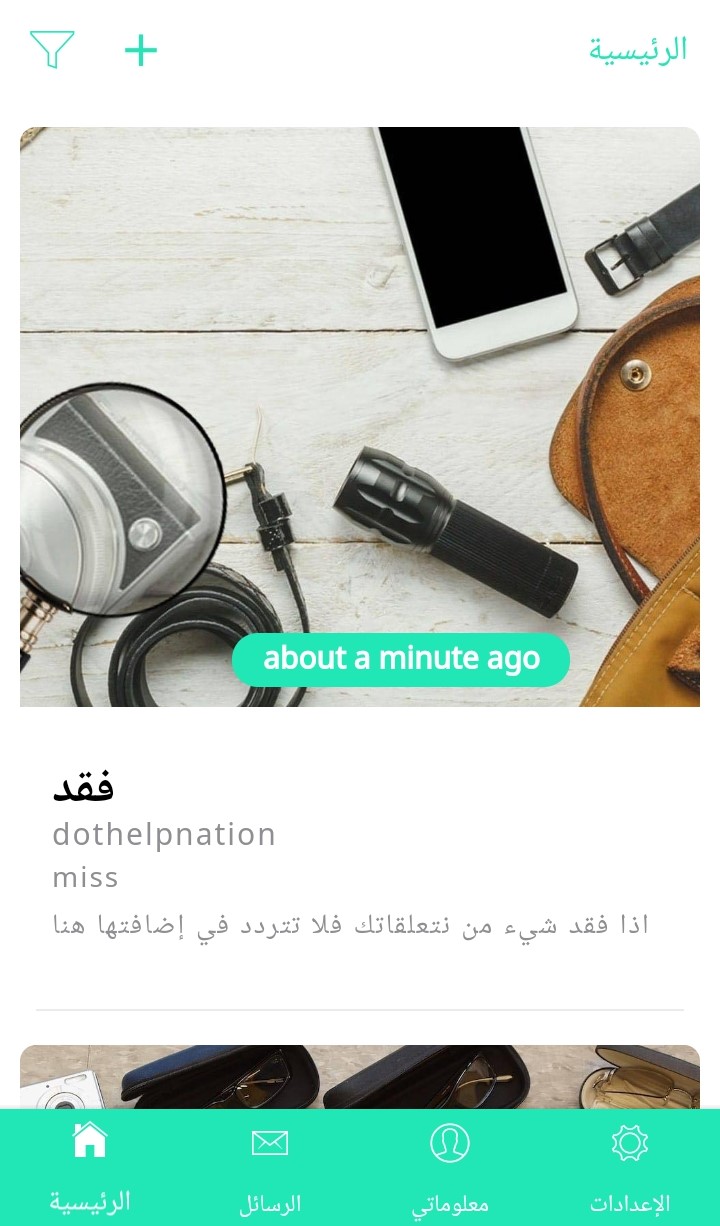 الرئيسية
about a minute ago
فقد
dothelpnation
miss
اذا فقد شيء من نتعلقاتك فلا تتردد في إضافتها هنا
الرئيسية
الرسائل
معلوماتي
الإعدادات